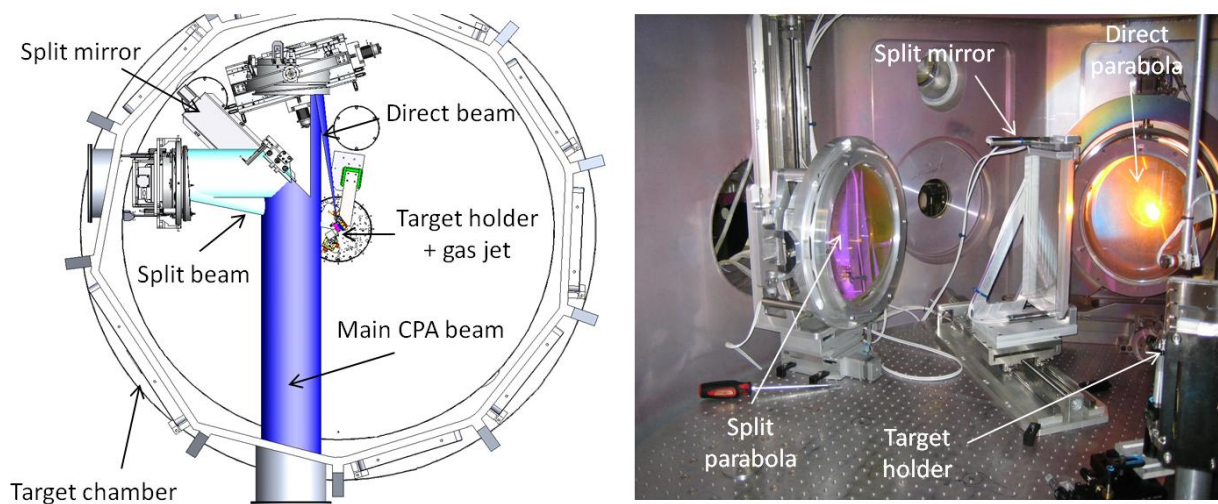 Split mirror
Direct beam
Target holder
+ gas jet
Split beam
Main CPA beam
Target chamber
Split mirror
Direct
parabola
Split
parabola
Target
holder